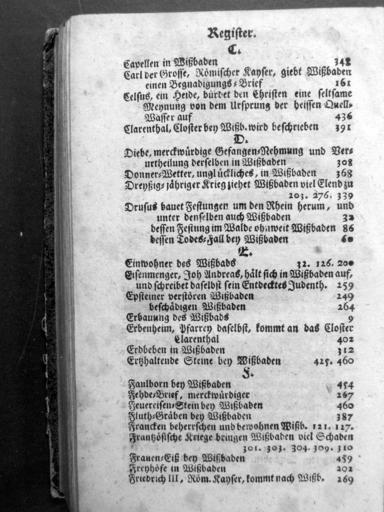 Register.
C.
Capellen in Wißbaden 348
Carl der Grosse, Römischer Kayser, giebt Wißbaden
einen Begnadigungs-Brief 161
Celsus, ein Heide, bürdet den Christen eine seltsame
Meynung von dem Ursprung der heissen Quell-
Wasser auf 436
Clarenthal, Closter bey Wißb. wird beschrieben 391
D.
Diebe, merckwürdige Gefangen-Nehmung und Ver-
urtheilung derselben in Wißbaden 308
Donner-Wetter, unglückliches, in Wißbaden 368
Dreyßig-jähriger Krieg ziehet Wißbaden viel Elend zu
203. 276. 339
Drusus bauet Festungen um den Rhein herum, und
unter denselben auch Wißbaden 32
dessen Festung im Walde ohnweit Wißbaden 86
dessen Todes-Fall bey Wißbaden 60
E.
Einwohner des Wißbads 32. 126. 200
Eisenmenger, Joh Andreas, hält sich in Wißbaden auf,
und schreibet daselbst sein Entdecktes Judenth. 259
Epsteiner verstören Wißbaden 249
beschädigen Wißbaden 264
Erbauung des Wißbads 9
Erbenheim, Pfarrey daselbst, kommt an das Closter
Clarenthal 402
Erdbeben in Wißbaden 312
Ertzhaltende Steine bey Wißbaden 425. 460
F.
Faulborn bey Wißbaden 454
Fehde-Brief, merckwürdiger 267
Feuereisen-Stein bey Wißbaden 460
Fluth-Gräben bey Wißbaden 387
Francken beherrschen und bewohnen Wißb. 121. 127.
Frantzösische Kriege bringen Wißbaden viel Schaden
301. 303. 304. 309. 310
Frauen-Eiß bey Wißbaden 459
Freyhöfe in Wißbaden 202
Friedrich III, Röm. Kayser, kommt nach Wißb. 269